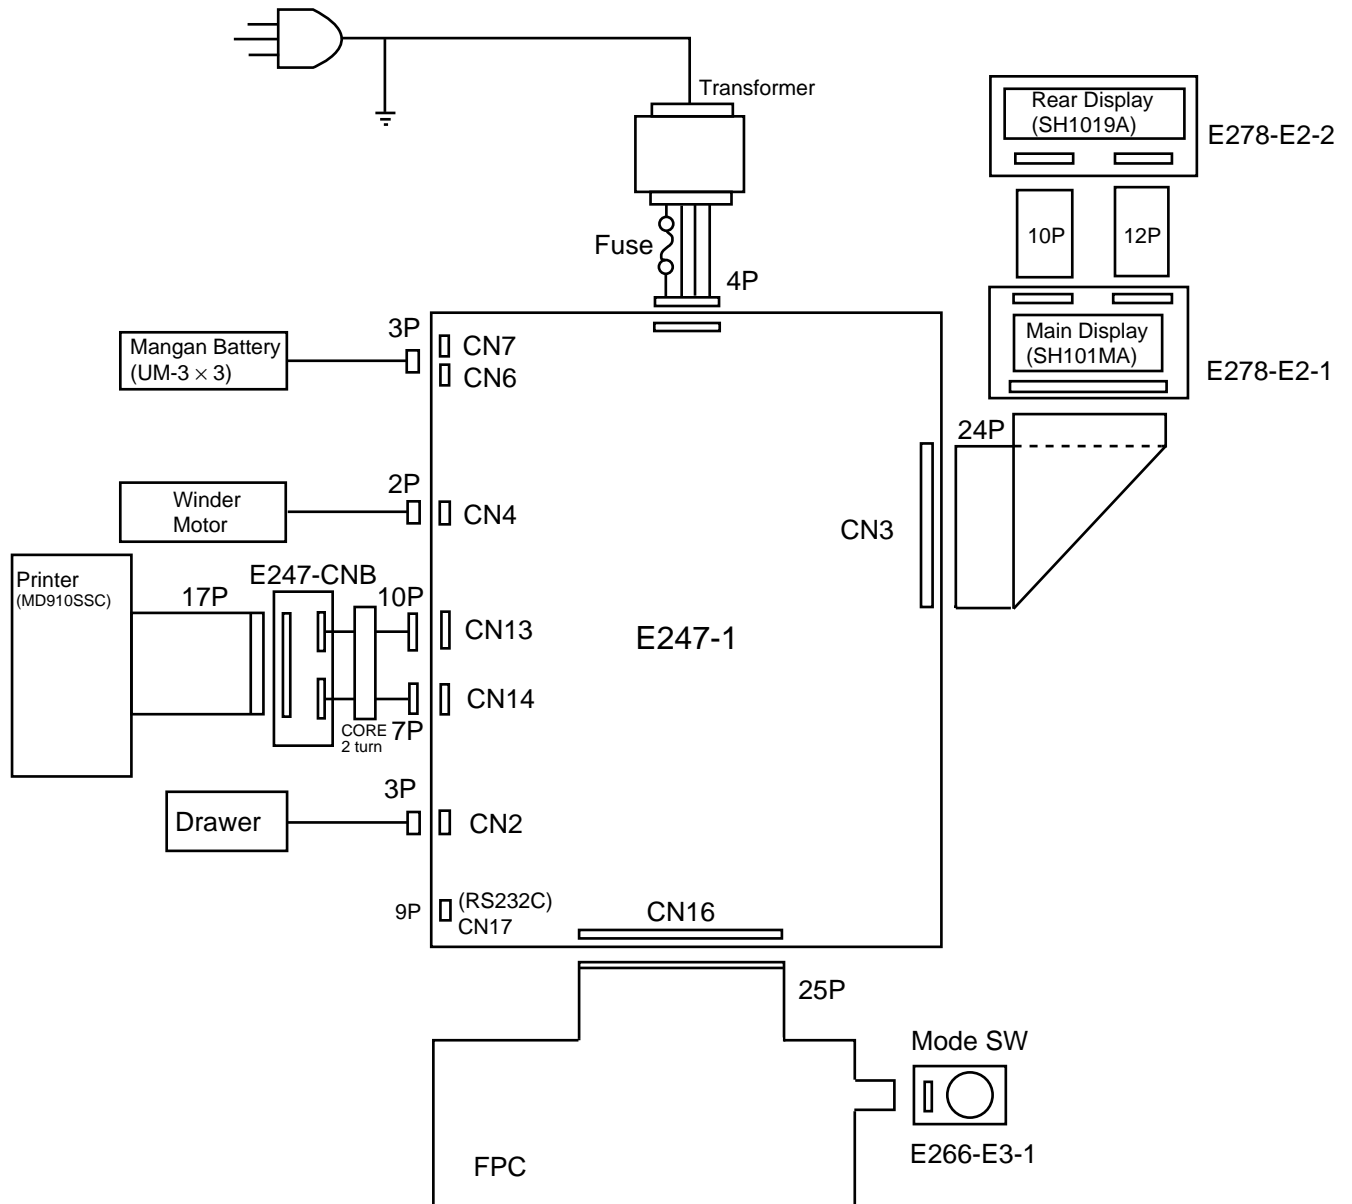 Transformer
Rear Display
(SH1019A)
E278-E2-2
10P
12P
Fuse
4P
Main Display
(SH101MA)
E278-E2-1
Mangan Battery
(UM-3 × 3)
3P
CN7
CN6
24P
Winder
Motor
2P
CN4
CN3
Printer
(MD910SSC)
17P
E247-CNB
10P
CN13
E247-1
CORE
2 turn
7P
CN14
Drawer
3P
CN2
9P
(RS232C)
CN17
CN16
25P
Mode SW
E266-E3-1
FPC